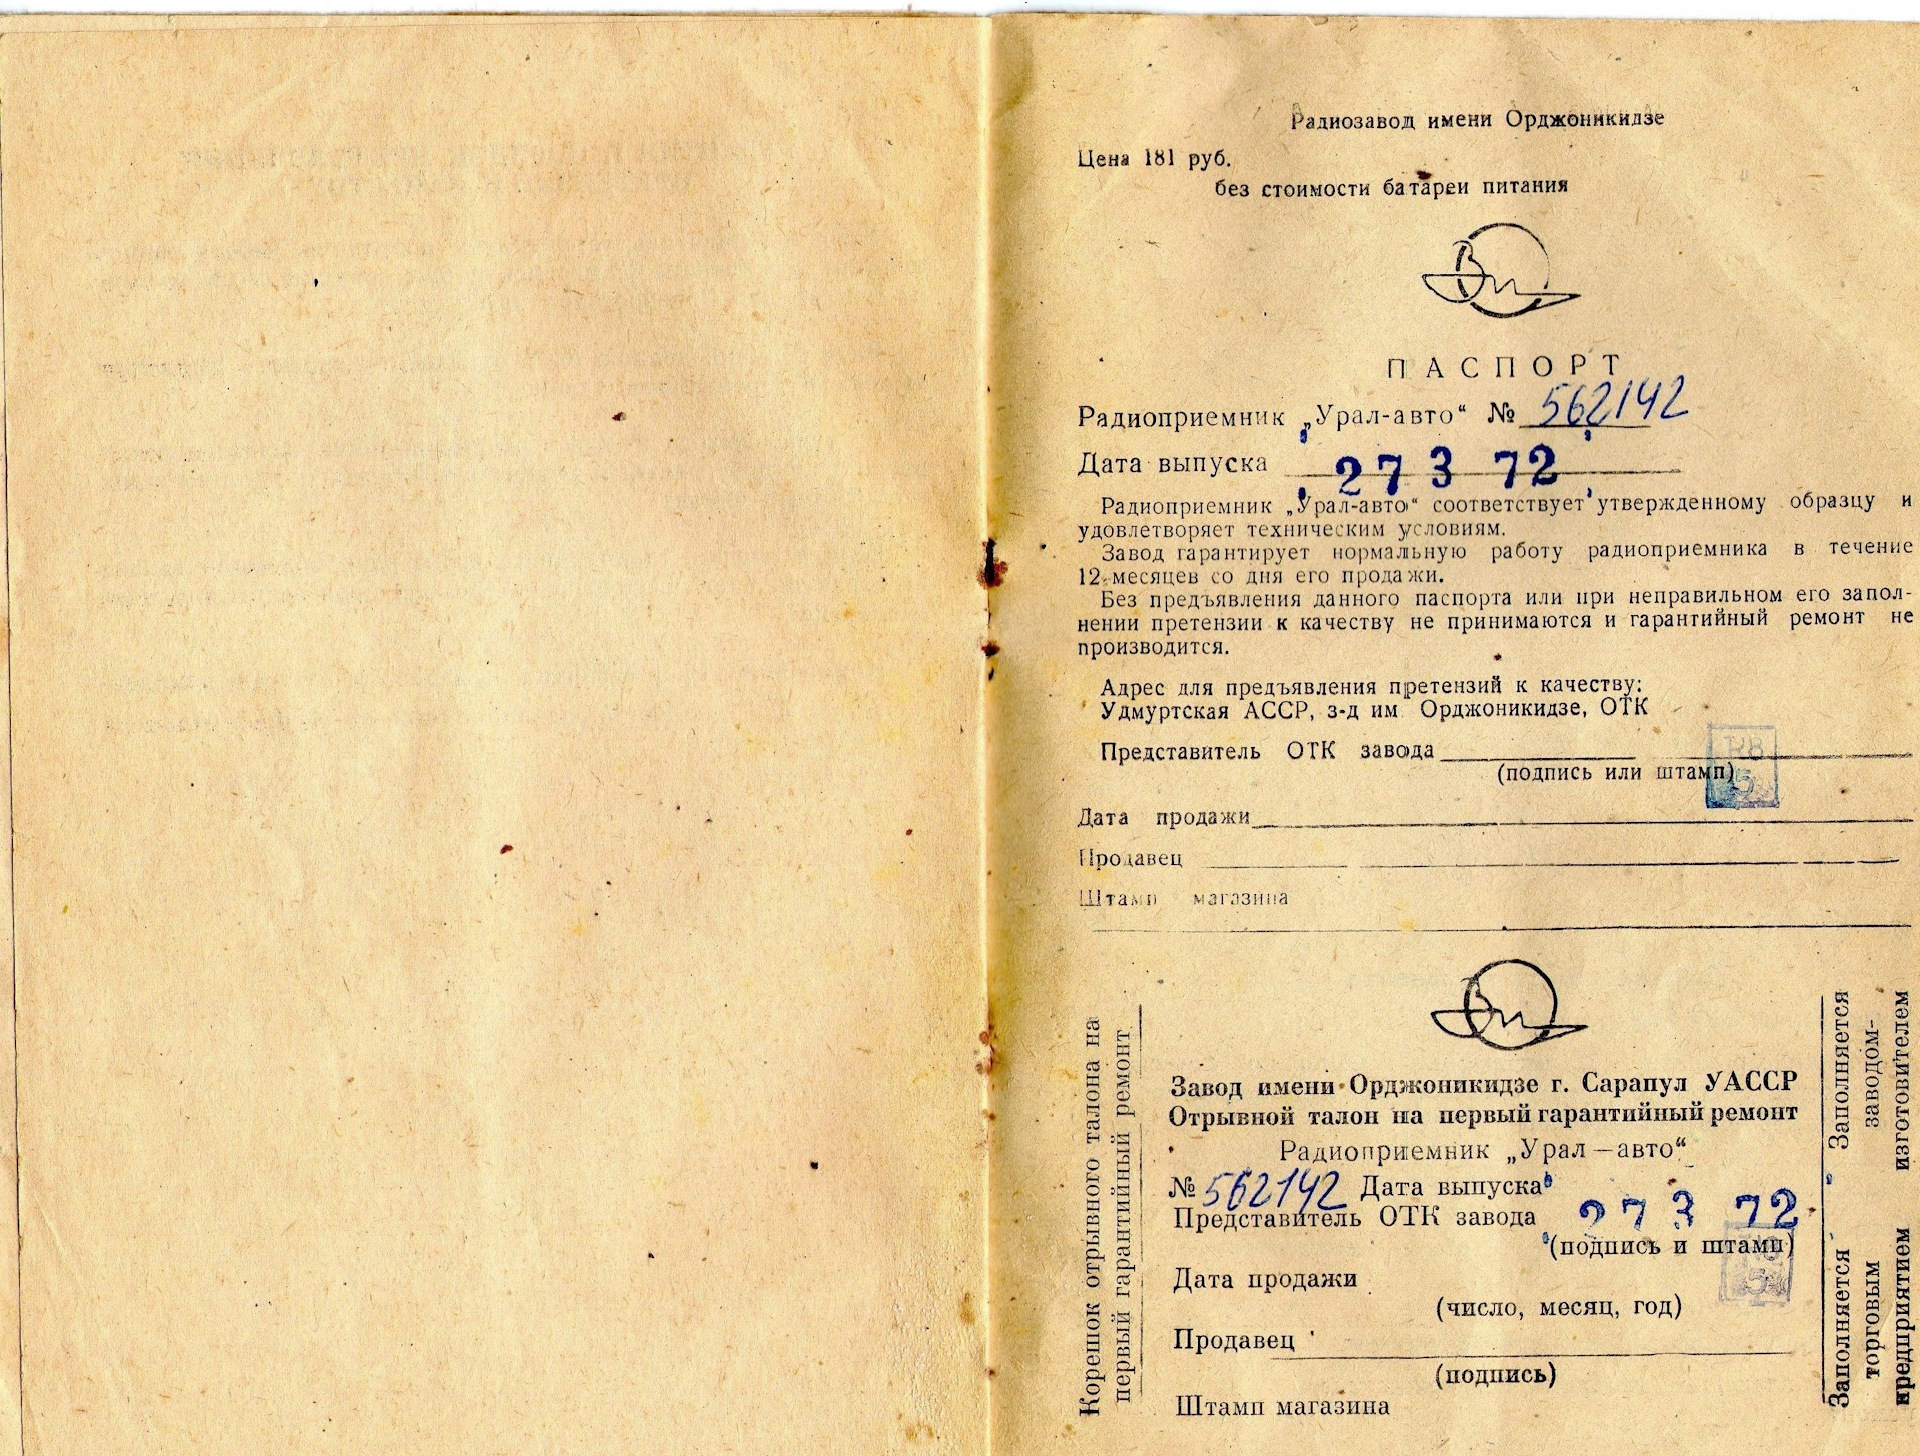 Радиозавод имени Орджоникидзе
Цена 181 руб.
без стоимости батареи питания
Ви
ПАСПОРТ
Радиоприемник „Урал-авто“ № 562142
Дата выпуска 27 3 72
Радиоприемник „Урал-авто“ соответствует утвержденному образцу и
удовлетворяет техническим условиям.
Завод гарантирует нормальную работу радиоприемника в течение
12 месяцев со дня его продажи.
Без предъявления данного паспорта или при неправильном его запол-
нении претензии к качеству не принимаются и гарантийный ремонт не
производится.
Адрес для предъявления претензий к качеству:
Удмуртская АССР, з-д им. Орджоникидзе, ОТК
Представитель ОТК завода
(подпись или штамп)
5
Дата продажи
Продавец
Штамп магазина
Ви
Корешок отрывного талона на
первый гарантийный ремонт
Завод имени Орджоникидзе г. Сарапул УАССР
Отрывной талон на первый гарантийный ремонт
Радиоприемник „Урал—авто“
№ 562142 Дата выпуска
27 3 72
Представитель ОТК завода
(подпись и штамп)
5
Дата продажи
(число, месяц, год)
Продавец
(подпись)
Штамп магазина
Заполняется
заводом-
изготовителем
Заполняется
торговым
предприятием